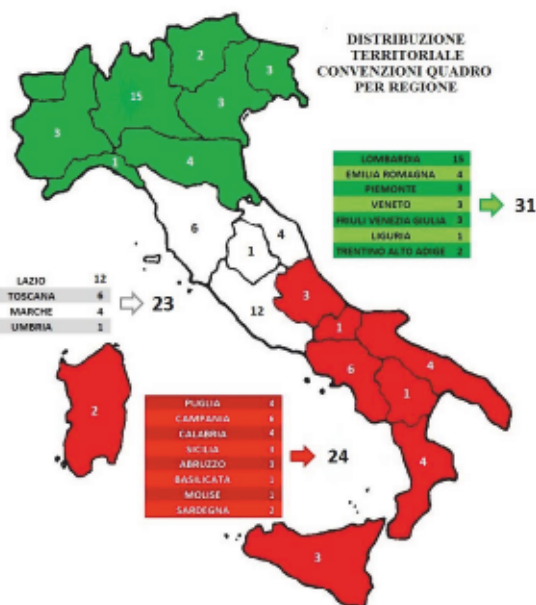 DISTRIBUZIONE
TERRITORIALE
CONVENZIONI QUADRO
PER REGIONE
2
3
15
3
3
1
4
LOMBARDIA 15
EMILIA ROMAGNA 4
PIEMONTE 3
VENETO 3
FRIULI VENEZIA GIULIA 3
LIGURIA 1
TRENTINO ALTO ADIGE 2
31
6
4
1
12
LAZIO 12
TOSCANA 6
MARCHE 4
UMBRIA 1
23
3
1
6
4
1
2
4
3
PUGLIA 4
CAMPANIA 6
CALABRIA 4
SICILIA 3
ABRUZZO 3
BASILICATA 1
MOLISE 1
SARDEGNA 2
24